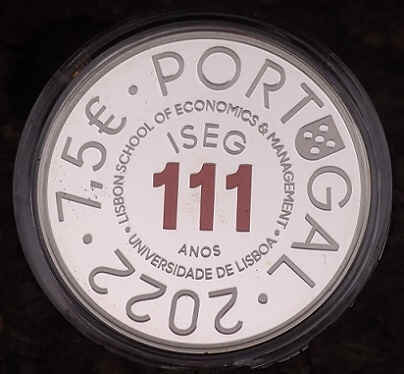 PORTUGAL · 2022 · 7,5€ ·
LISBON SCHOOL OF ECONOMICS & MANAGEMENT ·
ISEG
111
ANOS
UNIVERSIDADE DE LISBOA ·